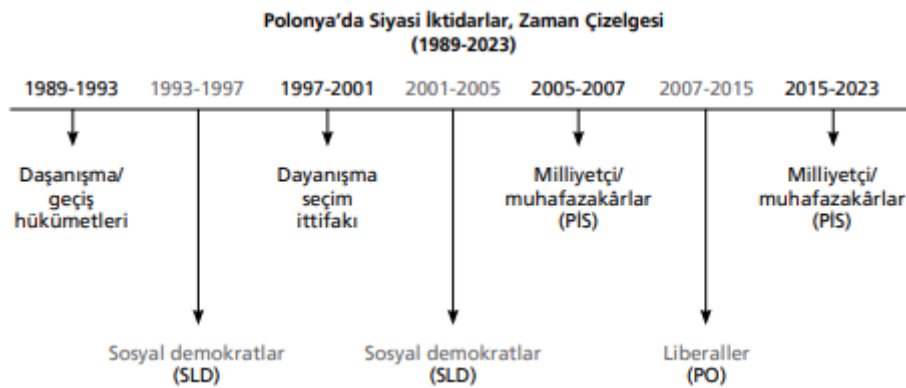 Polonya'da Siyasi İktidarlar, Zaman Çizelgesi
(1989-2023)
1989-1993 1993-1997 1997-2001 2001-2005 2005-2007 2007-2015 2015-2023
Daşanışma/
geçiş
hükümetleri
Dayanışma
seçim
ittifakı
Milliyetçi/
muhafazakârlar
(PİS)
Milliyetçi/
muhafazakârlar
(PİS)
Sosyal demokratlar
(SLD)
Sosyal demokratlar
(SLD)
Liberaller
(PO)